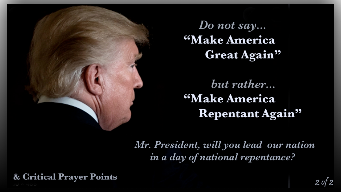 Do not say...
“Make America
Great Again”
but rather...
“Make America
Repentant Again”
Mr. President, will you lead our nation
in a day of national repentance?
& Critical Prayer Points
2 of 2